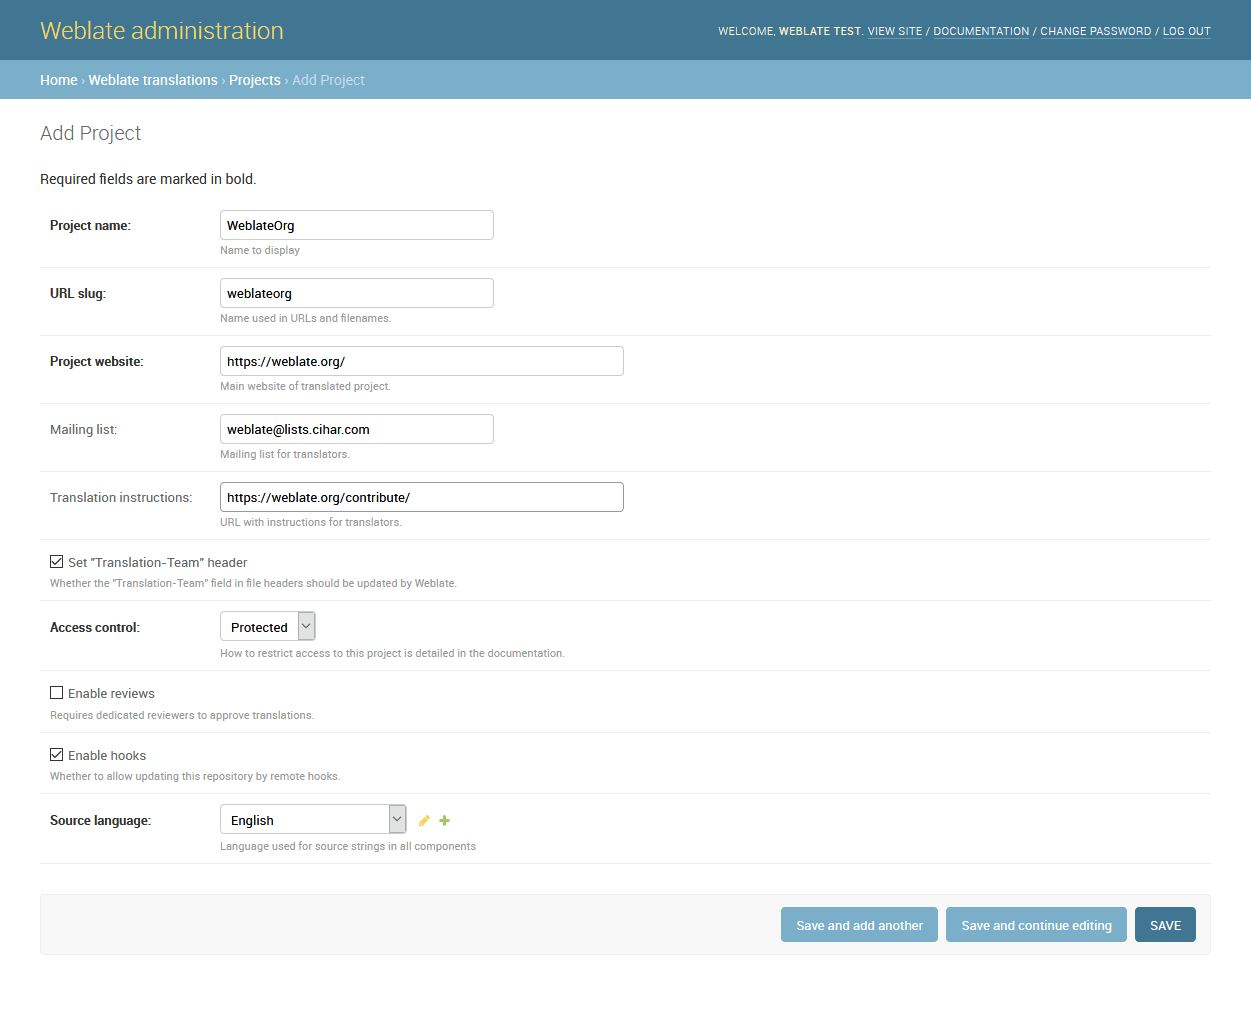 Weblate administration
WELCOME, WEBLATE TEST. VIEW SITE / DOCUMENTATION / CHANGE PASSWORD / LOG OUT
Home › Weblate translations › Projects › Add Project
Add Project
Required fields are marked in bold.
Project name:
WeblateOrg
Name to display
URL slug:
weblateorg
Name used in URLs and filenames.
Project website:
https://weblate.org/
Main website of translated project.
Mailing list:
weblate@lists.cihar.com
Mailing list for translators.
Translation instructions:
https://weblate.org/contribute/
URL with instructions for translators.
Set "Translation-Team" header
Whether the "Translation-Team" field in file headers should be updated by Weblate.
Access control:
Protected
How to restrict access to this project is detailed in the documentation.
Enable reviews
Requires dedicated reviewers to approve translations.
Enable hooks
Whether to allow updating this repository by remote hooks.
Source language:
English
Language used for source strings in all components
Save and add another
Save and continue editing
SAVE